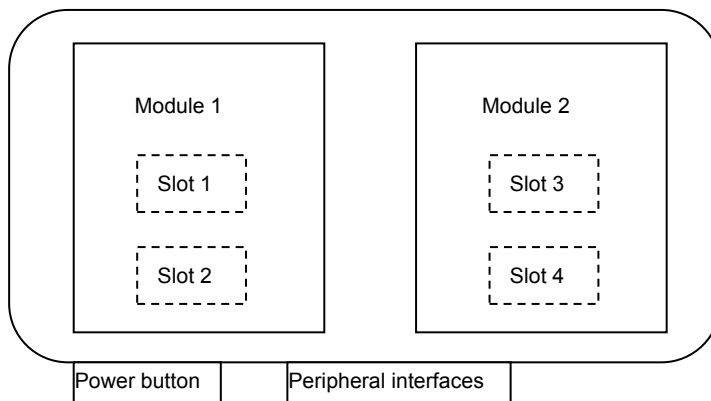 Module 1
Module 2
Slot 1
Slot 3
Slot 2
Slot 4
Power button
Peripheral interfaces